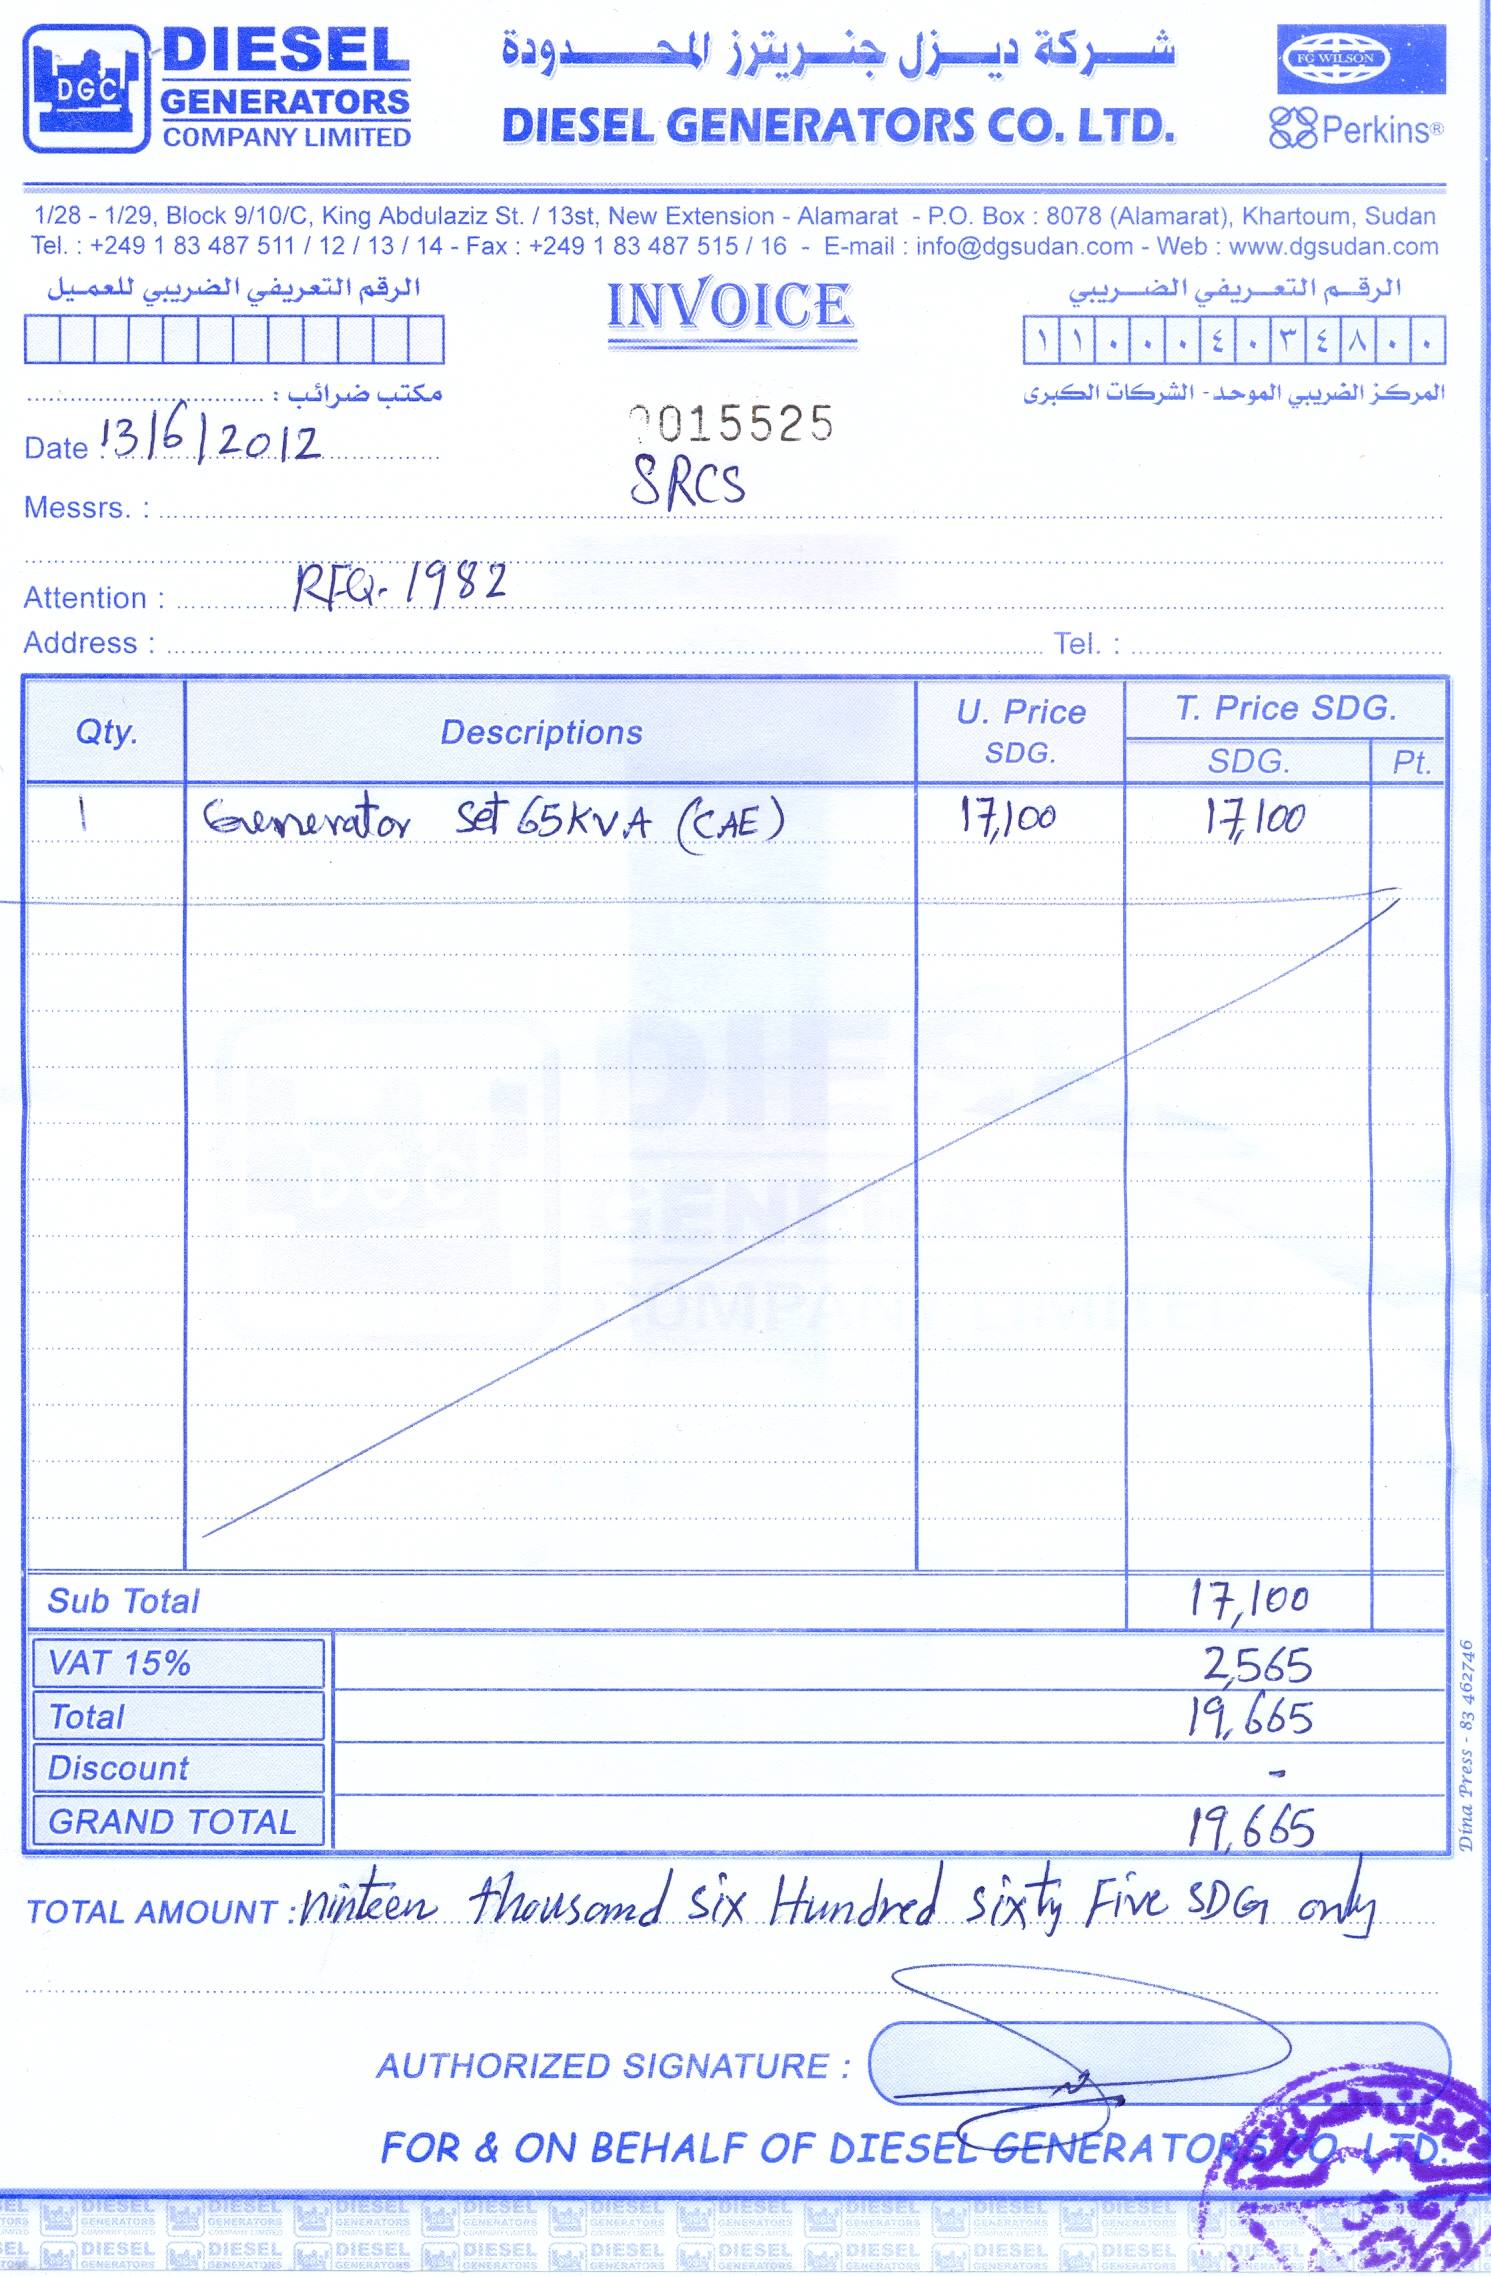 DGC
DIESEL
GENERATORS
COMPANY LIMITED
شركة ديزل جنريترز المحدودة
DIESEL GENERATORS CO. LTD.
FG WILSON
Perkins®
1/28 - 1/29, Block 9/10/C, King Abdulaziz St. / 13st, New Extension - Alamarat - P.O. Box : 8078 (Alamarat), Khartoum, Sudan
Tel. : +249 1 83 487 511 / 12 / 13 / 14 - Fax : +249 1 83 487 515 / 16 - E-mail : info@dgsudan.com - Web : www.dgsudan.com
الرقم التعريفي الضريبي للعميل
INVOICE
الرقم التعريفي الضريبي
١١٠٠٠٤٠٣٤٨٠٠
مكتب ضرائب :
المركز الضريبي الموحد - الشركات الكبرى
Date : 13/6/2012
0015525
Messrs. : SRCS
Attention : RFQ- 1982
Address : Tel. :
Qty. Descriptions U. Price SDG. T. Price SDG.
SDG. Pt.
1 Generator set 65KVA (CAE) 17,100 17,100
DGC
Sub Total 17,100
VAT 15% 2,565
Total 19,665
Discount -
GRAND TOTAL 19,665
Dina Press - 83 462746
TOTAL AMOUNT : ninteen thousand six Hundred sixty Five SDG only
AUTHORIZED SIGNATURE :
FOR & ON BEHALF OF DIESEL GENERATORS CO. LTD.